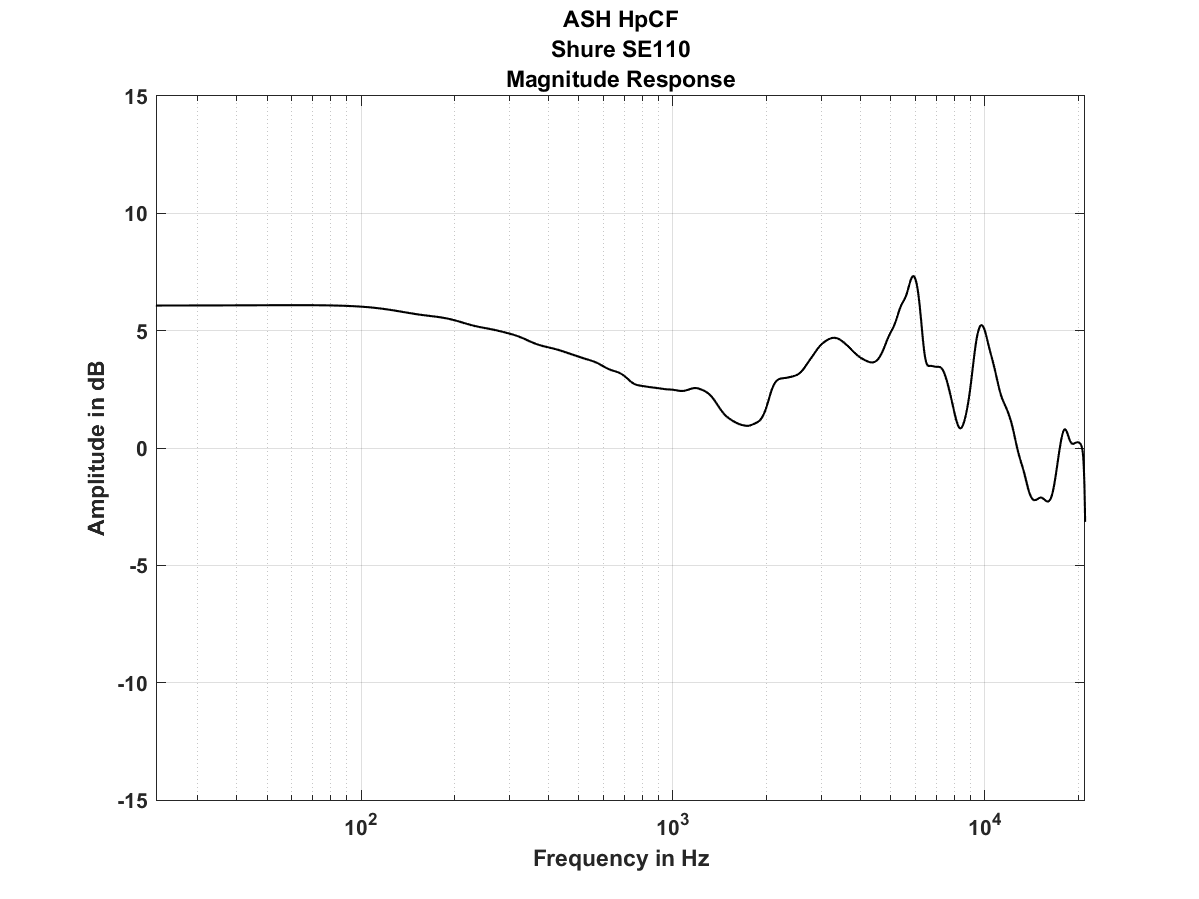 ASH HpCF
Shure SE110
Magnitude Response
15
10
5
0
-5
-10
-15
Amplitude in dB
10^2
10^3
10^4
Frequency in Hz